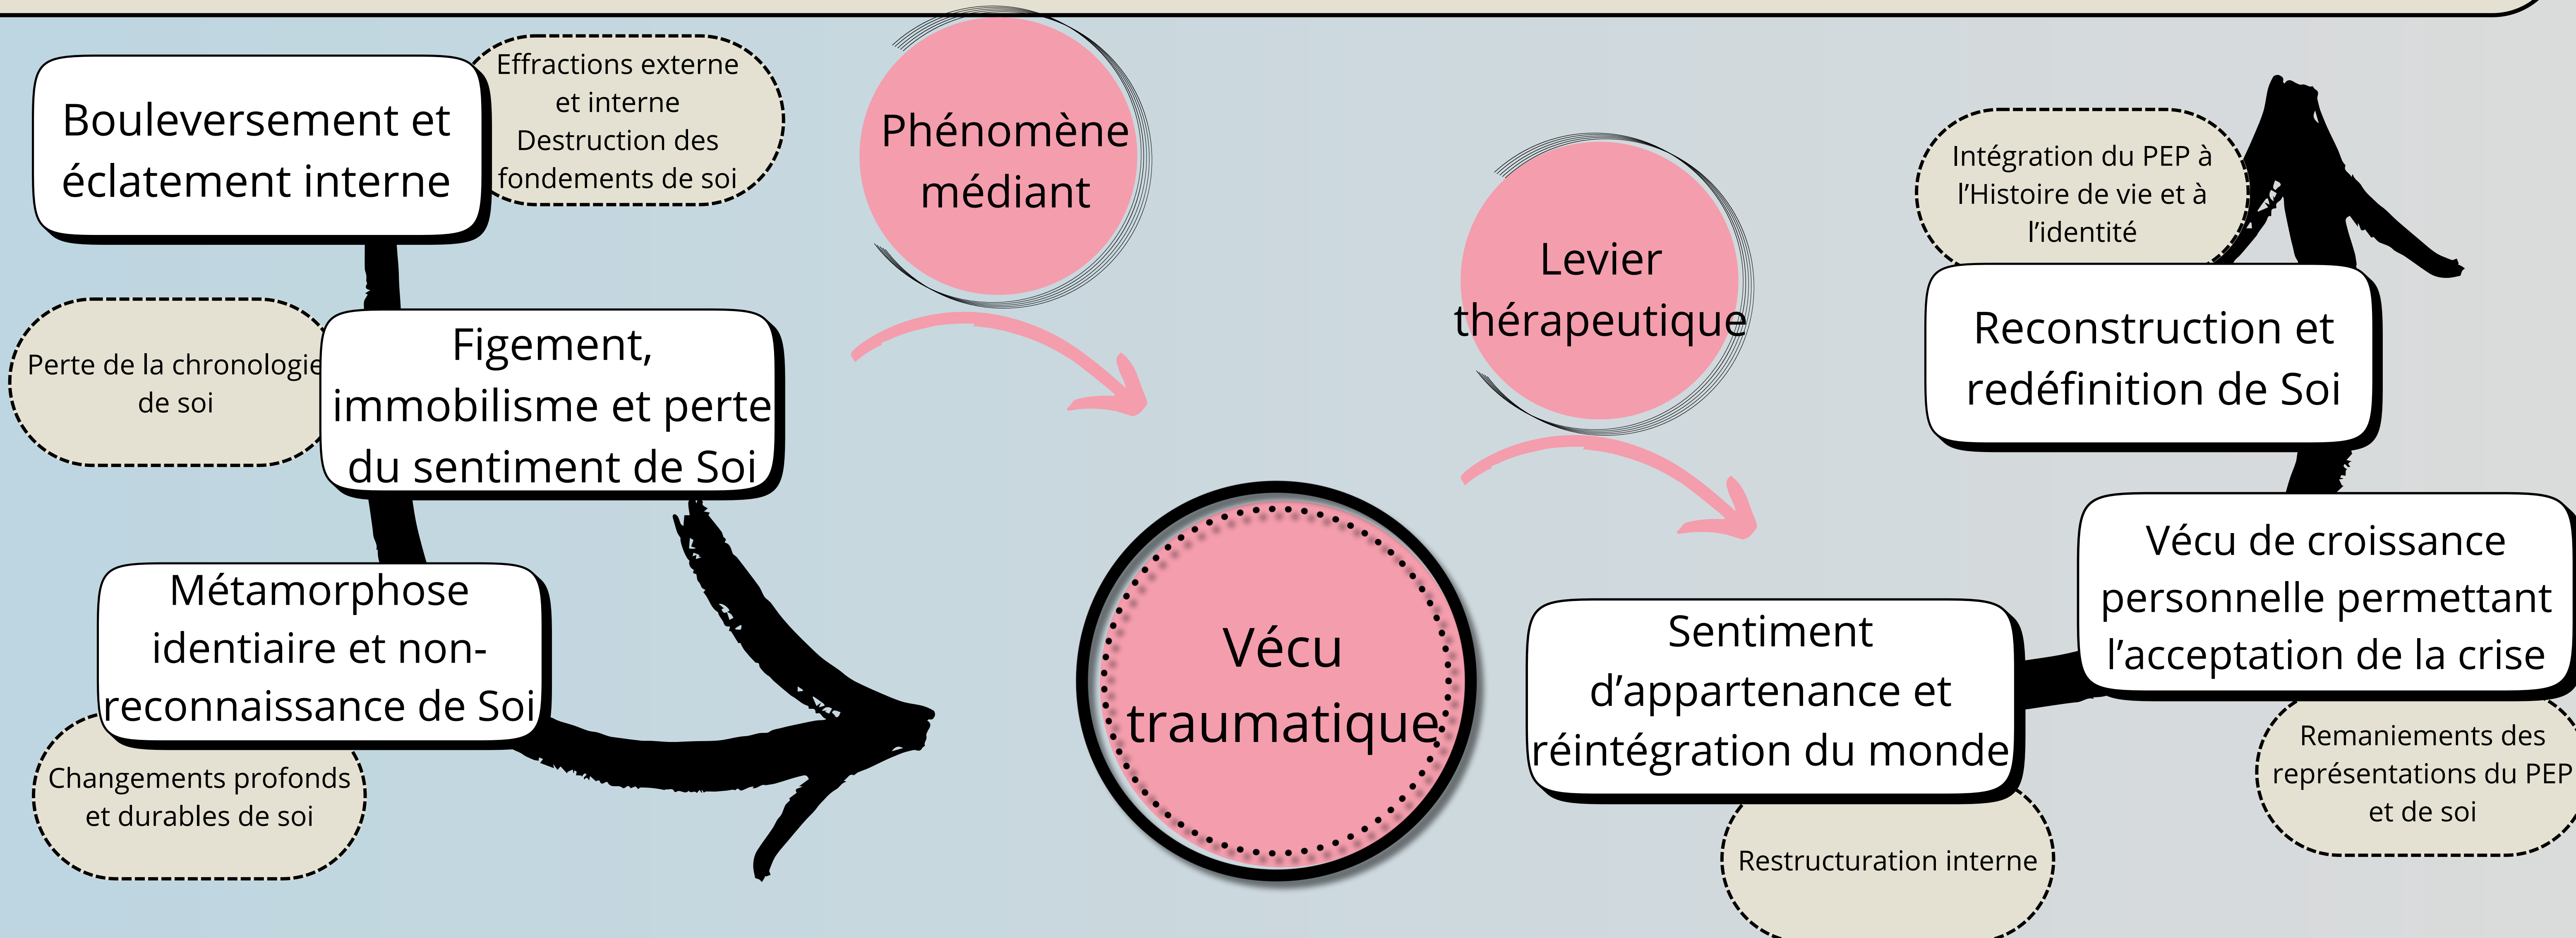 Bouleversement et
éclatement interne
Effractions externe
et interne
Destruction des
fondements de soi
Perte de la chronologie
de soi
Figement,
immobilisme et perte
du sentiment de Soi
Métamorphose
identiaire et non-
reconnaissance de Soi
Changements profonds
et durables de soi
Phénomène
médiant
Vécu
traumatique
Levier
thérapeutique
Sentiment
d’appartenance et
réintégration du monde
Restructuration interne
Vécu de croissance
personnelle permettant
l’acceptation de la crise
Remaniements des
représentations du PEP
et de soi
Reconstruction et
redéfinition de Soi
Intégration du PEP à
l’Histoire de vie et à
l’identité